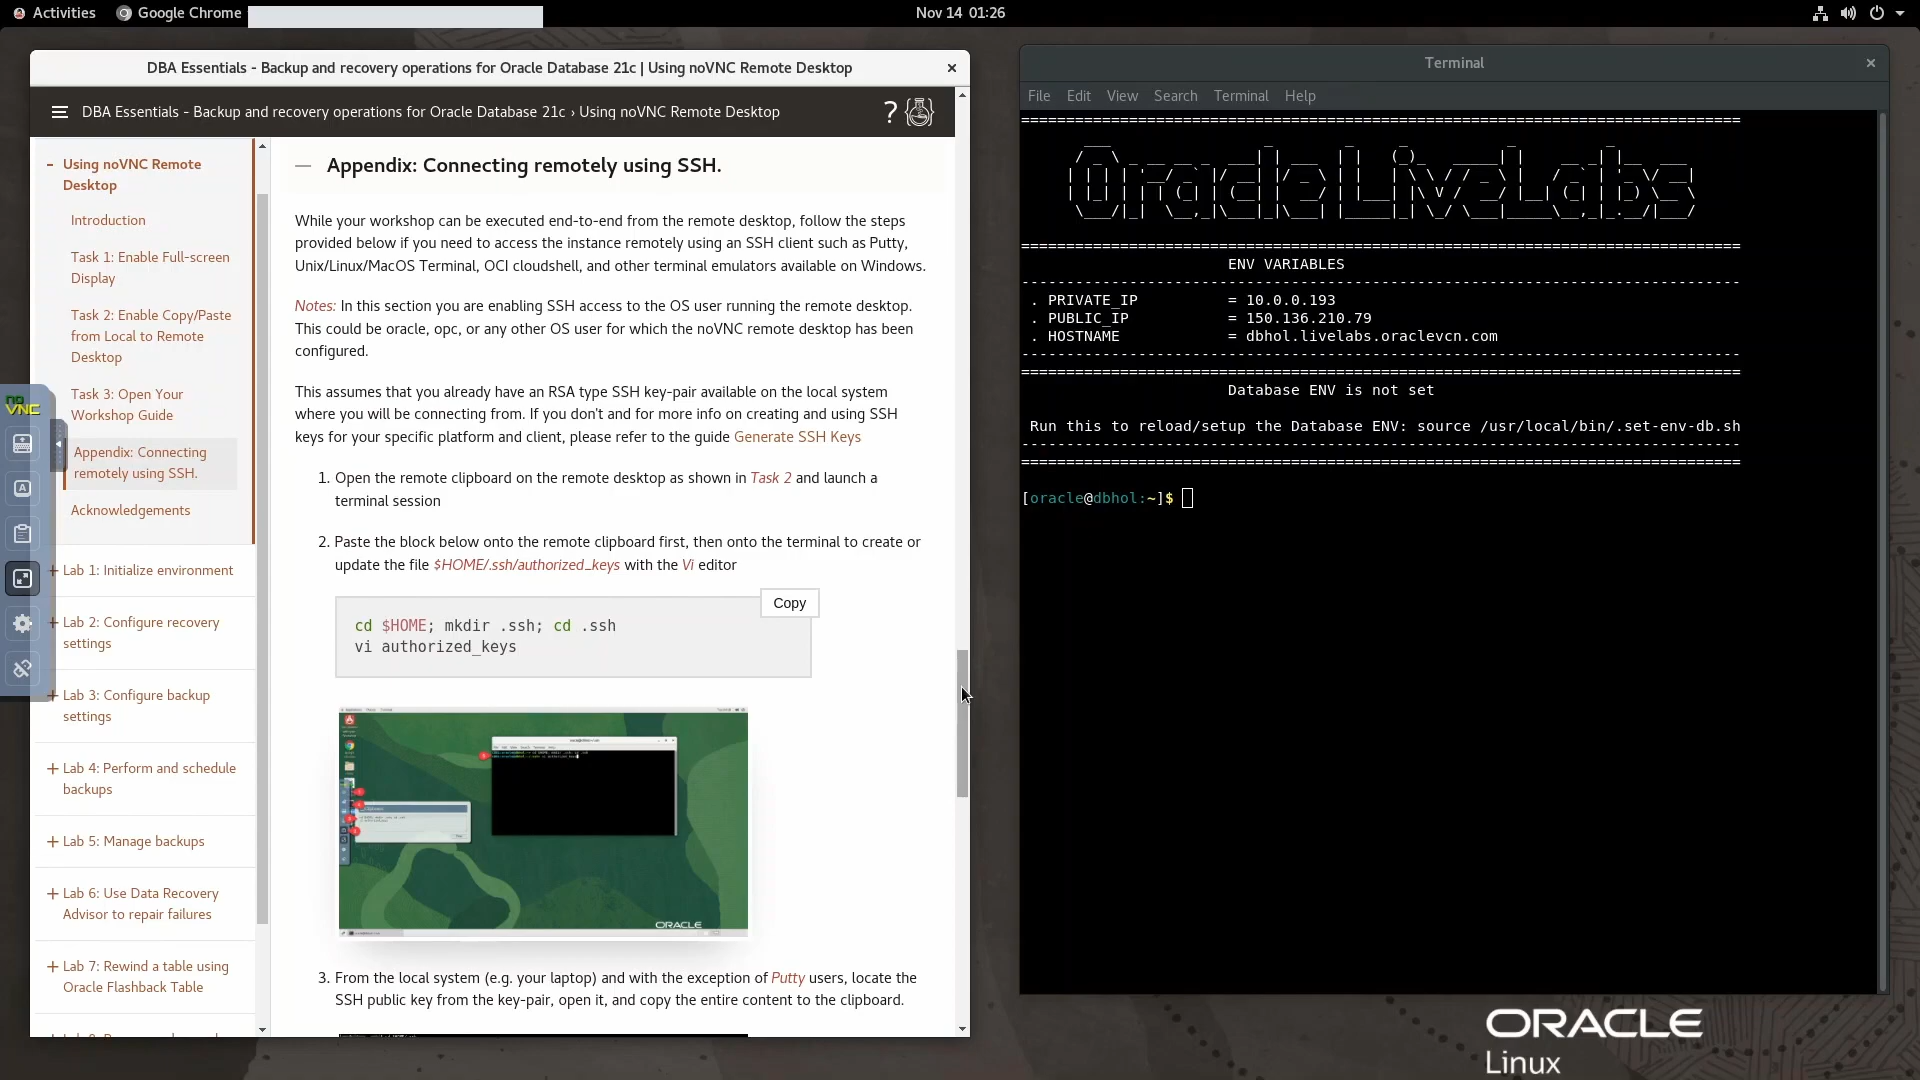 Activities
Google Chrome
Nov 14 01:26
DBA Essentials - Backup and recovery operations for Oracle Database 21c | Using noVNC Remote Desktop
DBA Essentials - Backup and recovery operations for Oracle Database 21c › Using noVNC Remote Desktop
?
- Using noVNC Remote
Desktop
Introduction
Task 1: Enable Full-screen
Display
Task 2: Enable Copy/Paste
from Local to Remote
Desktop
Task 3: Open Your
Workshop Guide
Appendix: Connecting
remotely using SSH.
Acknowledgements
+ Lab 1: Initialize environment
+ Lab 2: Configure recovery
settings
+ Lab 3: Configure backup
settings
+ Lab 4: Perform and schedule
backups
+ Lab 5: Manage backups
+ Lab 6: Use Data Recovery
Advisor to repair failures
+ Lab 7: Rewind a table using
Oracle Flashback Table
no
VNC
— Appendix: Connecting remotely using SSH.
While your workshop can be executed end-to-end from the remote desktop, follow the steps
provided below if you need to access the instance remotely using an SSH client such as Putty,
Unix/Linux/MacOS Terminal, OCI cloudshell, and other terminal emulators available on Windows.
Notes: In this section you are enabling SSH access to the OS user running the remote desktop.
This could be oracle, opc, or any other OS user for which the noVNC remote desktop has been
configured.
This assumes that you already have an RSA type SSH key-pair available on the local system
where you will be connecting from. If you don't and for more info on creating and using SSH
keys for your specific platform and client, please refer to the guide Generate SSH Keys
1. Open the remote clipboard on the remote desktop as shown in Task 2 and launch a
terminal session
2. Paste the block below onto the remote clipboard first, then onto the terminal to create or
update the file $HOME/.ssh/authorized_keys with the Vi editor
Copy
cd $HOME; mkdir .ssh; cd .ssh
vi authorized_keys
ORACLE
3. From the local system (e.g. your laptop) and with the exception of Putty users, locate the
SSH public key from the key-pair, open it, and copy the entire content to the clipboard.
Terminal
File Edit View Search Terminal Help
================================================================================
Oracle LiveLabs
================================================================================
ENV VARIABLES
--------------------------------------------------------------------------------
. PRIVATE_IP = 10.0.0.193
. PUBLIC_IP = 150.136.210.79
. HOSTNAME = dbhol.livelabs.oraclevcn.com
--------------------------------------------------------------------------------
================================================================================
Database ENV is not set
Run this to reload/setup the Database ENV: source /usr/local/bin/.set-env-db.sh
--------------------------------------------------------------------------------
================================================================================
[oracle@dbhol:~]$
ORACLE
Linux